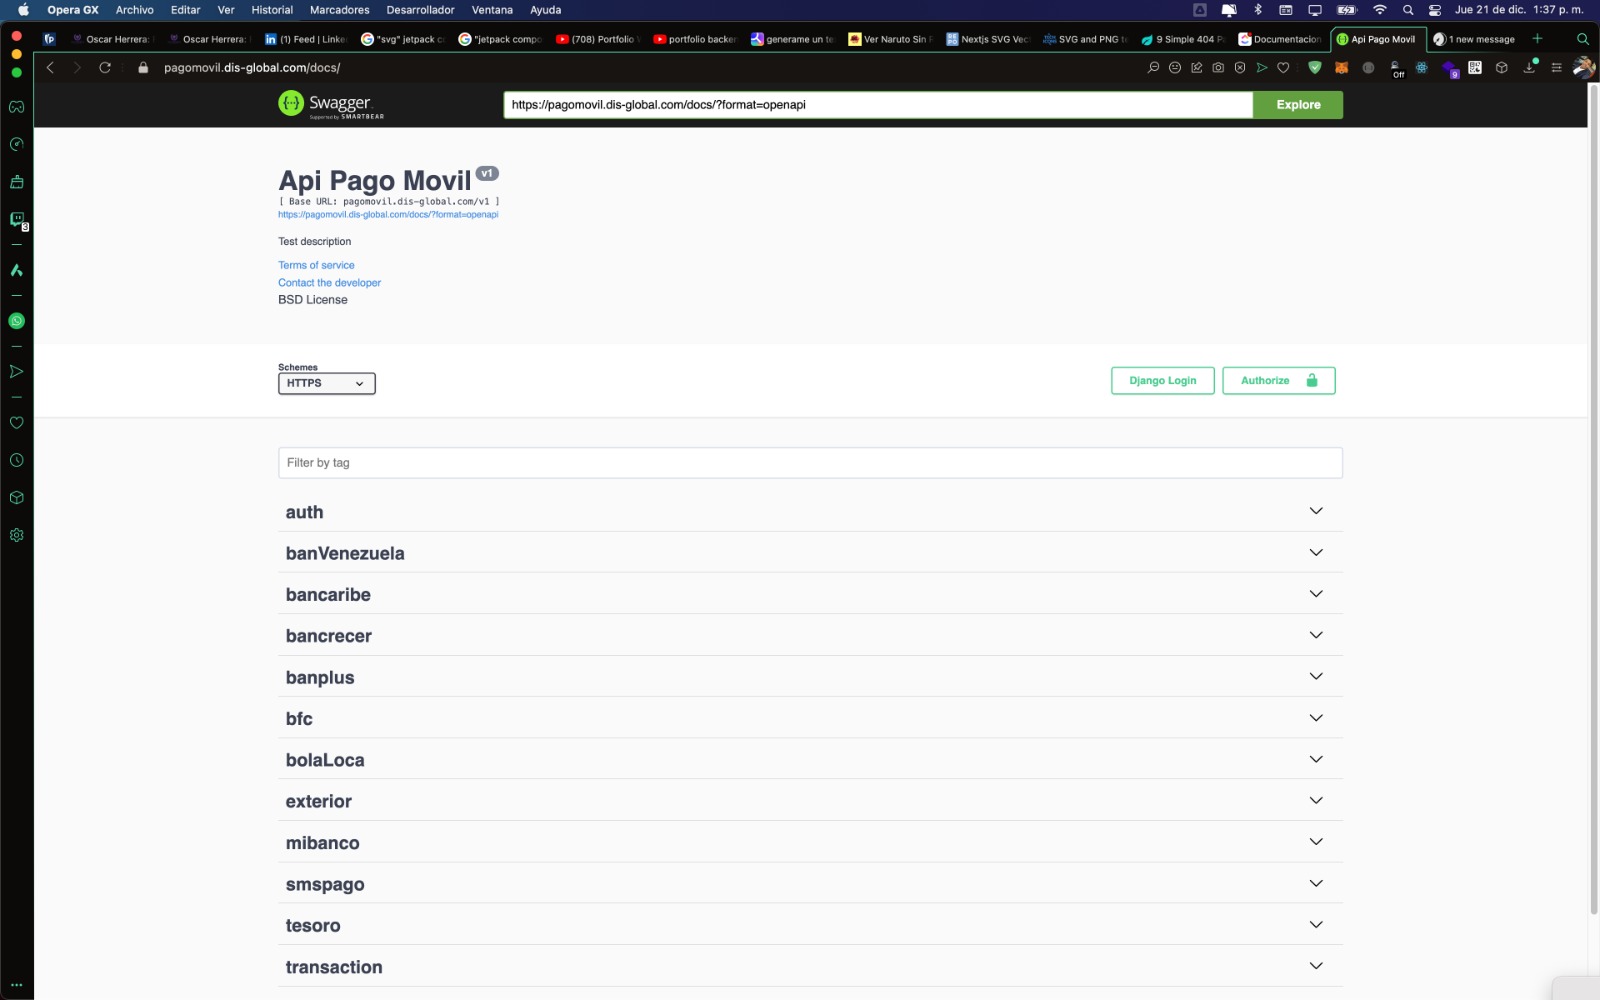 Opera GX Archivo Editar Ver Historial Marcadores Desarrollador Ventana Ayuda Jue 21 de dic. 1:37 p. m.
Oscar Herrera: Oscar Herrera: (1) Feed | Linke "svg" jetpack c "jetpack compo (708) Portfolio portfolio backen generame un te Ver Naruto Sin Nextjs SVG Vec SVG and PNG t 9 Simple 404 P Documentacion Api Pago Movil 1 new message
pagomovil.dis-global.com/docs/
Off
9
3
Swagger
Supported by SMARTBEAR
https://pagomovil.dis-global.com/docs/?format=openapi
Explore
Api Pago Movil v1
[ Base URL: pagomovil.dis-global.com/v1 ]
https://pagomovil.dis-global.com/docs/?format=openapi
Test description
Terms of service
Contact the developer
BSD License
Schemes
HTTPS
Django Login
Authorize
Filter by tag
auth
banVenezuela
bancaribe
bancrecer
banplus
bfc
bolaLoca
exterior
mibanco
smspago
tesoro
transaction